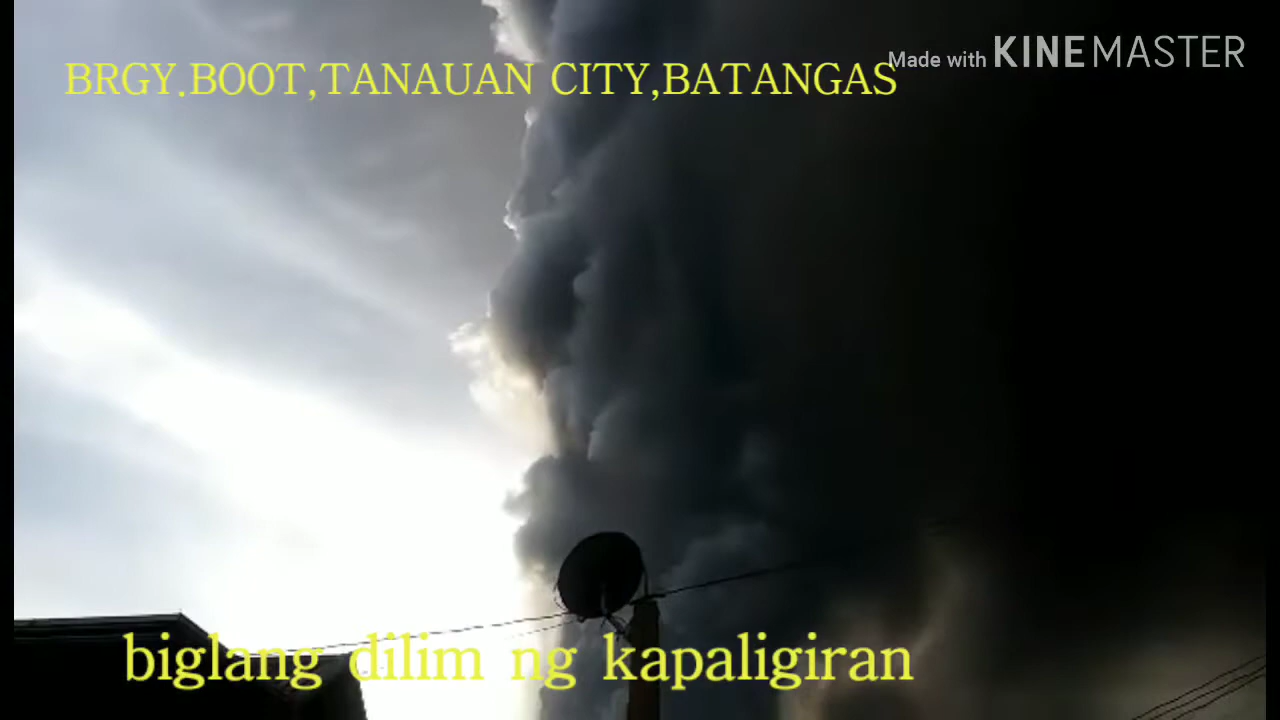 Made with KINEMASTER
BRGY.BOOT,TANAUAN CITY,BATANGAS
biglang dilim ng kapaligiran